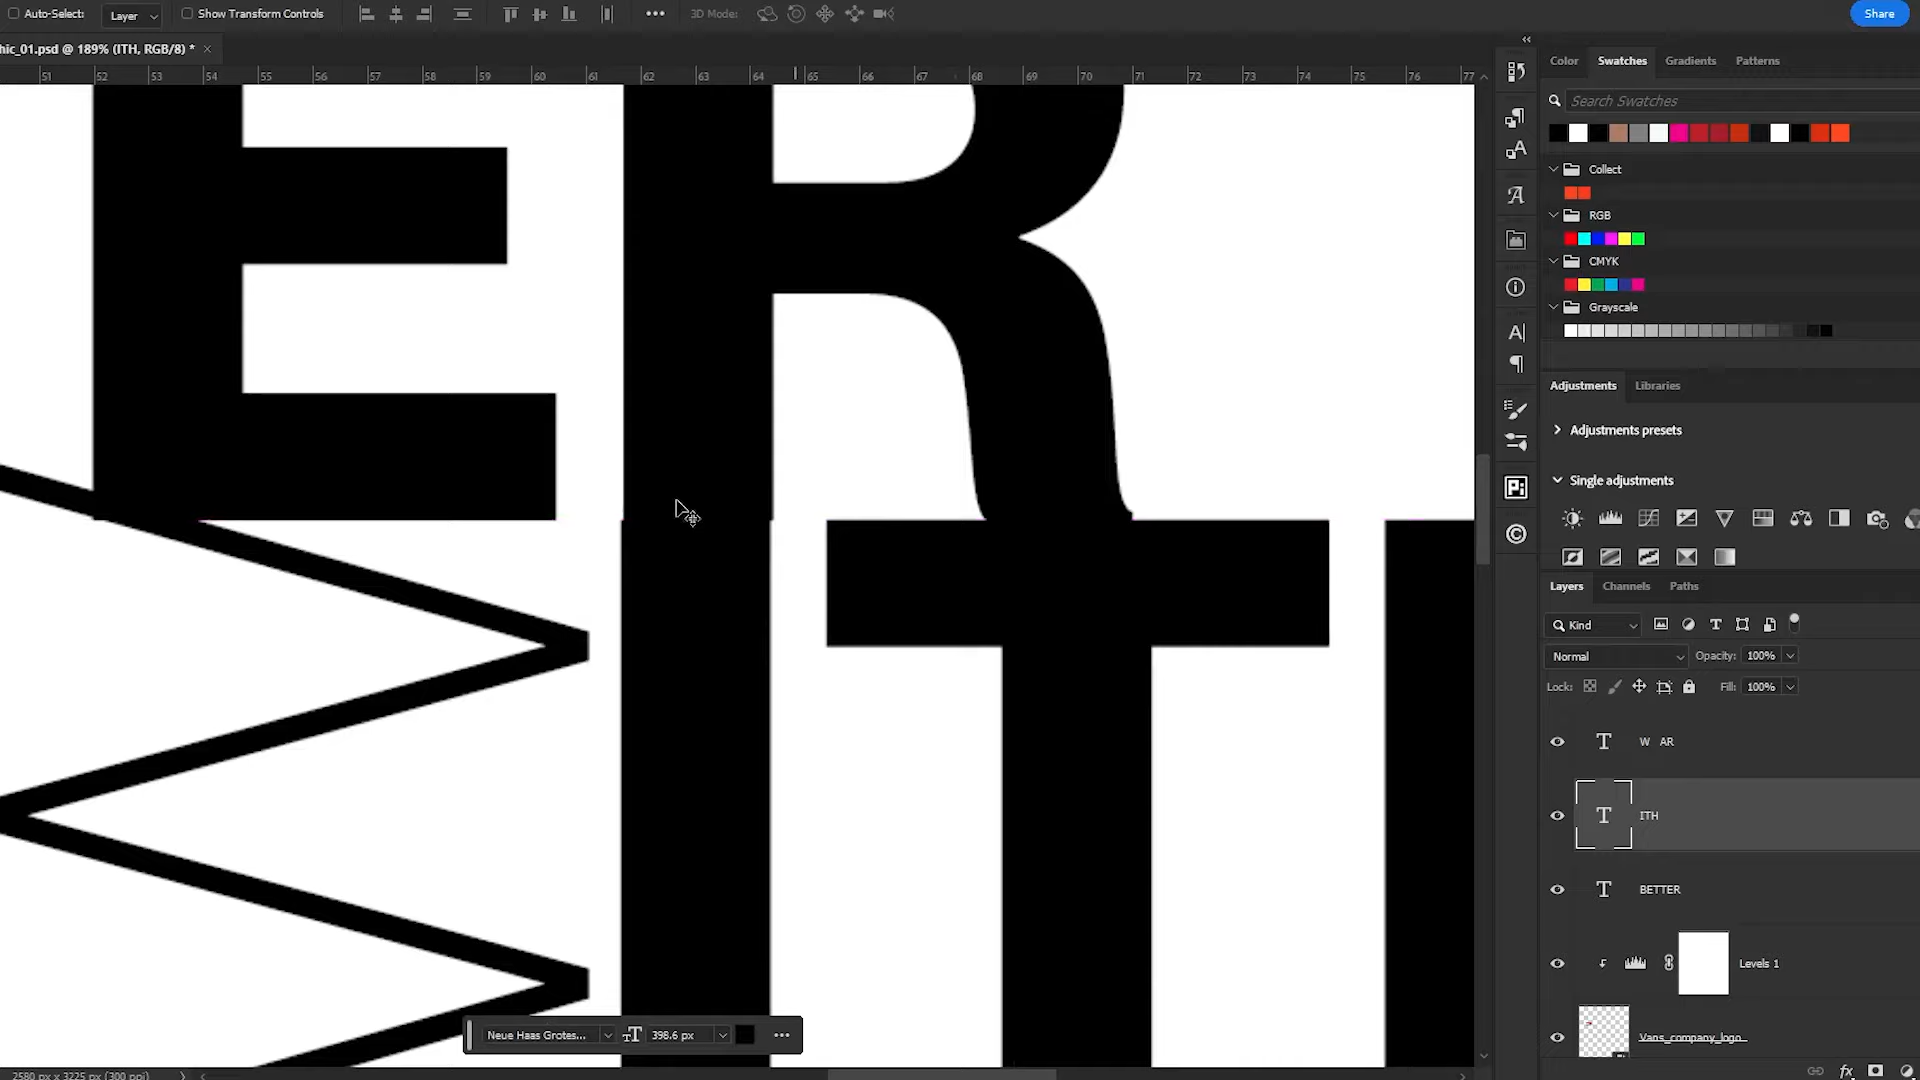 Auto-Select:
Layer
Show Transform Controls
3D Mode:
Share
hic_01.psd @ 189% (ITH, RGB/8) *
51 52 53 54 55 56 57 58 59 60 61 62 63 64 65 66 67 68 69 70 71 72 73 74 75 76 77
Color Swatches Gradients Patterns
Search Swatches
Collect
RGB
CMYK
Grayscale
Adjustments Libraries
Adjustments presets
Single adjustments
Layers Channels Paths
Kind
Normal Opacity: 100%
Lock: Fill: 100%
W AR
ITH
BETTER
Levels 1
Vans_company_logo_
ER
IT
Neue Haas Grotes... 398.6 px
2580 px x 3225 px (300 ppi)